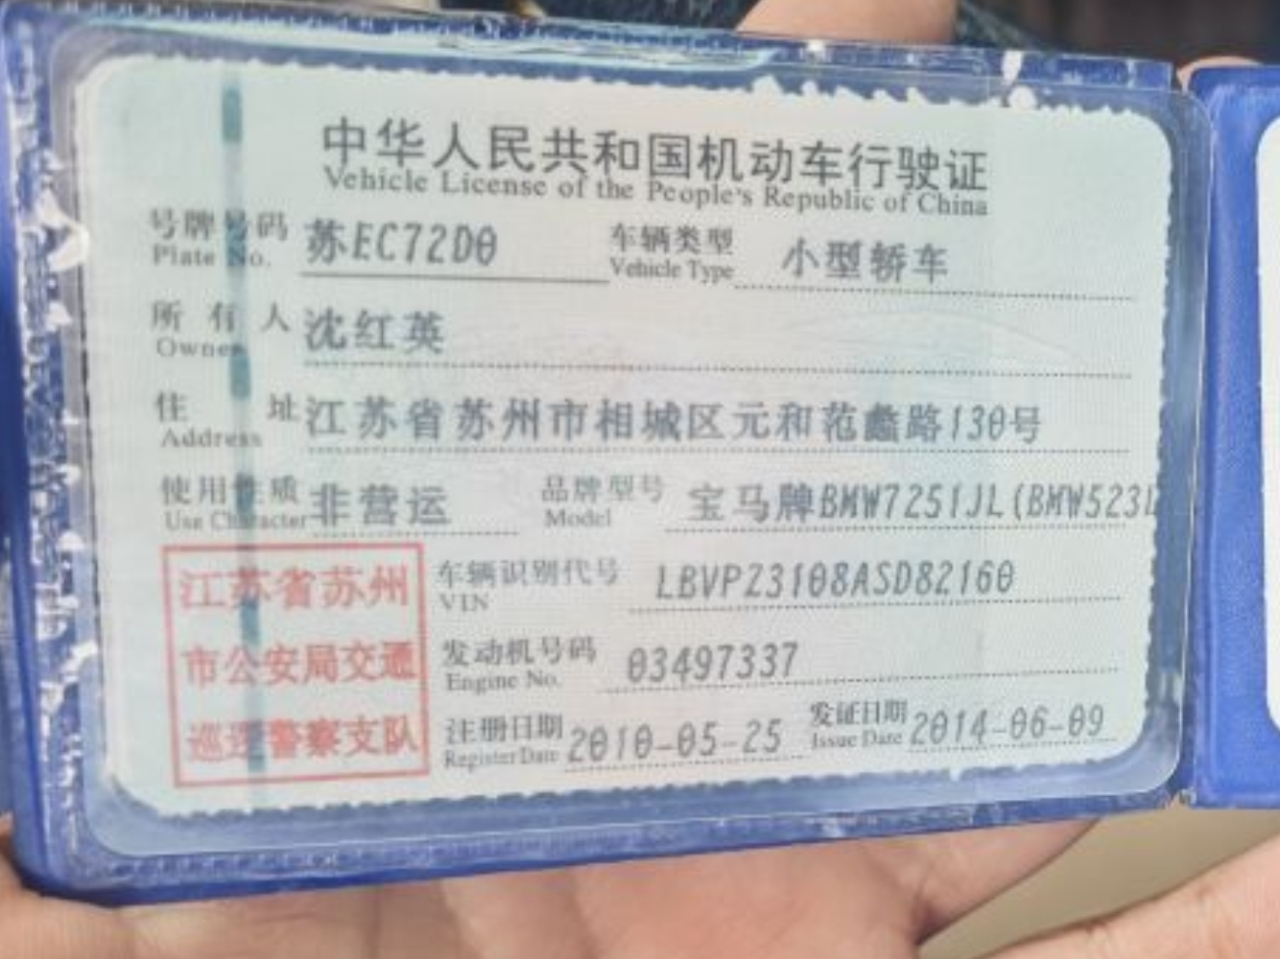 中华人民共和国机动车行驶证
Vehicle License of the People's Republic of China
号牌号码 苏EC72D0 车辆类型 小型轿车
Plate No. Vehicle Type
所有人 沈红英
Owner
住址 江苏省苏州市相城区元和范蠡路130号
Address
使用性质 非营运 品牌型号 宝马牌BMW7251JL(BMW523L
Use Character Model
江苏省苏州
市公安局交通
巡逻警察支队
车辆识别代号 LBVPZ3108ASD82160
VIN
发动机号码 03497337
Engine No.
注册日期 2010-05-25 发证日期 2014-06-09
Register Date Issue Date